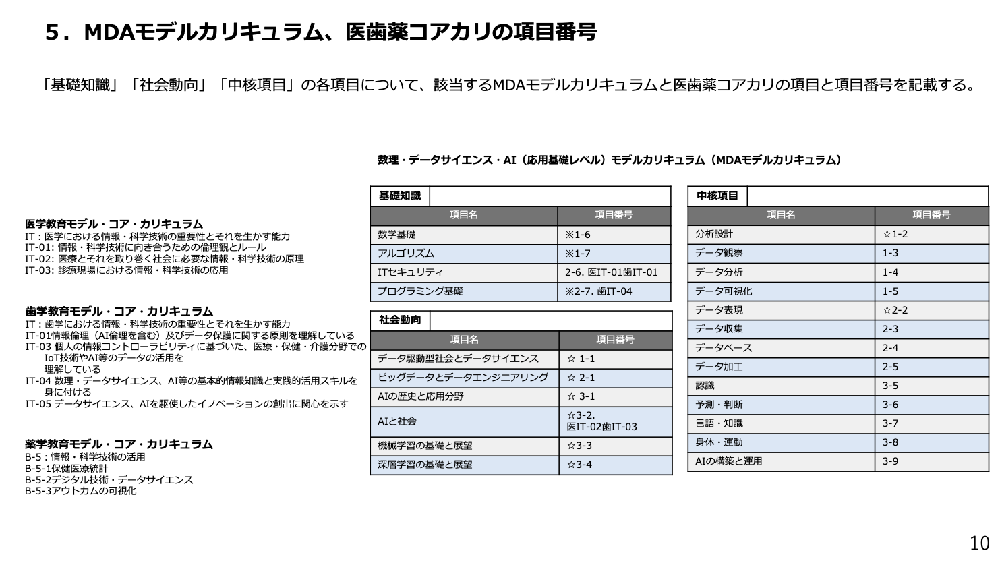 5．MDAモデルカリキュラム、医歯薬コアカリの項目番号
「基礎知識」「社会動向」「中核項目」の各項目について、該当するMDAモデルカリキュラムと医歯薬コアカリの項目と項目番号を記載する。
医学教育モデル・コア・カリキュラム
IT：医学における情報・科学技術の重要性とそれを生かす能力
IT-01: 情報・科学技術に向き合うための倫理観とルール
IT-02: 医療とそれを取り巻く社会に必要な情報・科学技術の原理
IT-03: 診療現場における情報・科学技術の応用
歯学教育モデル・コア・カリキュラム
IT：歯学における情報・科学技術の重要性とそれを生かす能力
IT-01情報倫理（AI倫理を含む）及びデータ保護に関する原則を理解している
IT-03 個人の情報コントローラビリティに基づいた、医療・保健・介護分野での
IoT技術やAI等のデータの活用を
理解している
IT-04 数理・データサイエンス、AI等の基本的情報知識と実践的活用スキルを
身に付ける
IT-05 データサイエンス、AIを駆使したイノベーションの創出に関心を示す
薬学教育モデル・コア・カリキュラム
B-5：情報・科学技術の活用
B-5-1保健医療統計
B-5-2デジタル技術・データサイエンス
B-5-3アウトカムの可視化
数理・データサイエンス・AI（応用基礎レベル）モデルカリキュラム（MDAモデルカリキュラム）
基礎知識
項目名 項目番号
数学基礎 ※1-6
アルゴリズム ※1-7
ITセキュリティ 2-6. 医IT-01歯IT-01
プログラミング基礎 ※2-7. 歯IT-04
社会動向
項目名 項目番号
データ駆動型社会とデータサイエンス ☆ 1-1
ビッグデータとデータエンジニアリング ☆ 2-1
AIの歴史と応用分野 ☆ 3-1
AIと社会 ☆3-2.
医IT-02歯IT-03
機械学習の基礎と展望 ☆3-3
深層学習の基礎と展望 ☆3-4
中核項目
項目名 項目番号
分析設計 ☆1-2
データ観察 1-3
データ分析 1-4
データ可視化 1-5
データ表現 ☆2-2
データ収集 2-3
データベース 2-4
データ加工 2-5
認識 3-5
予測・判断 3-6
言語・知識 3-7
身体・運動 3-8
AIの構築と運用 3-9
10